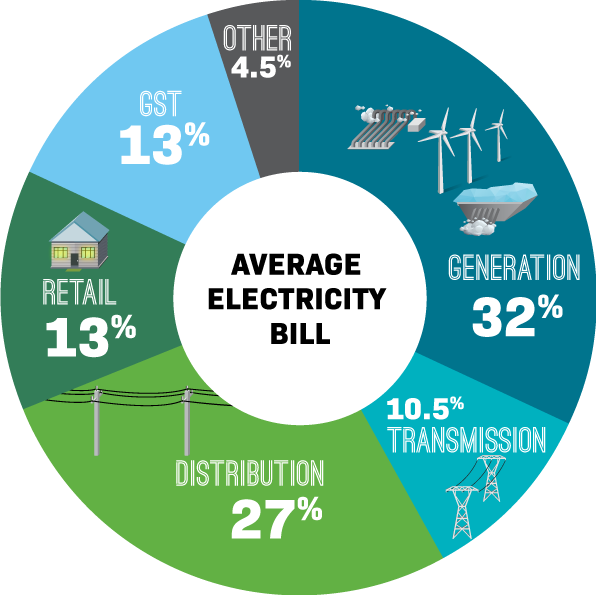 AVERAGE
ELECTRICITY
BILL
GENERATION
32%
10.5%
TRANSMISSION
DISTRIBUTION
27%
RETAIL
13%
GST
13%
OTHER
4.5%